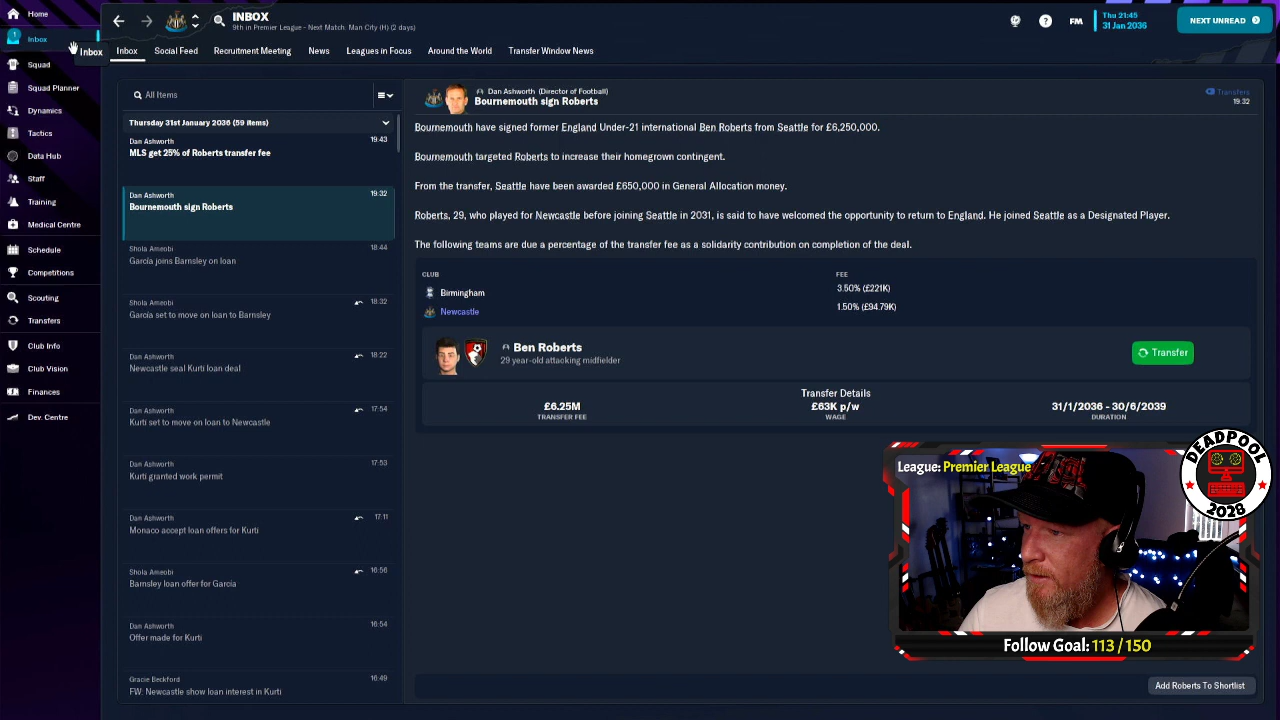 Home
INBOX
9th in Premier League - Next Match: Man City (H) (2 days)
FM
Thu 21:45
31 Jan 2036
NEXT UNREAD
1
Inbox
Inbox
Squad
Squad Planner
Dynamics
Tactics
Data Hub
Staff
Training
Medical Centre
Schedule
Competitions
Scouting
Transfers
Club Info
Club Vision
Finances
Dev. Centre
Inbox
Social Feed
Recruitment Meeting
News
Leagues in Focus
Around the World
Transfer Window News
All Items
Thursday 31st January 2036 (59 items)
Dan Ashworth
19:43
MLS get 25% of Roberts transfer fee
Dan Ashworth
19:32
Bournemouth sign Roberts
Shola Ameobi
18:44
García joins Barnsley on loan
Shola Ameobi
18:32
García set to move on loan to Barnsley
Dan Ashworth
18:22
Newcastle seal Kurti loan deal
Dan Ashworth
17:54
Kurti set to move on loan to Newcastle
Dan Ashworth
17:53
Kurti granted work permit
Dan Ashworth
17:11
Monaco accept loan offers for Kurti
Shola Ameobi
16:56
Barnsley loan offer for García
Dan Ashworth
16:54
Offer made for Kurti
Gracie Beckford
16:49
FW: Newcastle show loan interest in Kurti
Dan Ashworth (Director of Football)
Bournemouth sign Roberts
Transfers
19:32
Bournemouth have signed former England Under-21 international Ben Roberts from Seattle for £6,250,000.
Bournemouth targeted Roberts to increase their homegrown contingent.
From the transfer, Seattle have been awarded £650,000 in General Allocation money.
Roberts, 29, who played for Newcastle before joining Seattle in 2031, is said to have welcomed the opportunity to return to England. He joined Seattle as a Designated Player.
The following teams are due a percentage of the transfer fee as a solidarity contribution on completion of the deal.
CLUB
FEE
Birmingham
3.50% (£221K)
Newcastle
1.50% (£94.79K)
Ben Roberts
29 year-old attacking midfielder
Transfer
Transfer Details
£6.25M
£63K p/w
31/1/2036 - 30/6/2039
TRANSFER FEE
WAGE
DURATION
League: Premier League
DEADPOOL
2028
Follow Goal: 113 / 150
Add Roberts To Shortlist